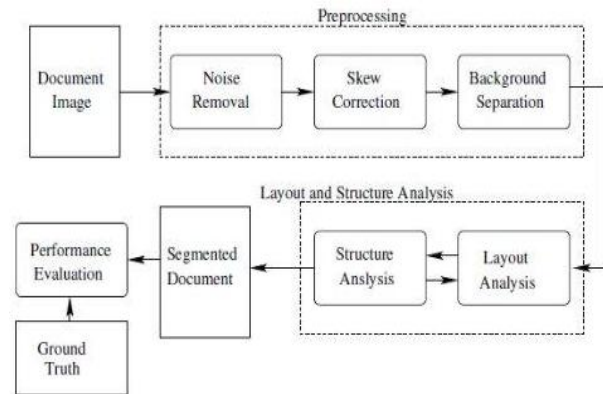 Preprocessing
Document
Image
Noise
Removal
Skew
Correction
Background
Separation
Layout and Structure Analysis
Performance
Evaluation
Segmented
Document
Structure
Anslysis
Layout
Analysis
Ground
Truth